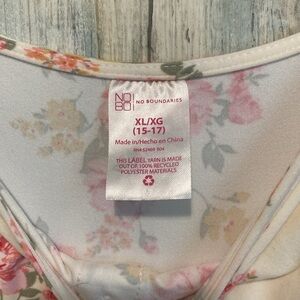 NO
BO
NO BOUNDARIES
XL/XG
(15-17)
Made in/Hecho en China
THIS LABEL YARN IS MADE
OUT OF 100% RECYCLED
POLYESTER MATERIALS